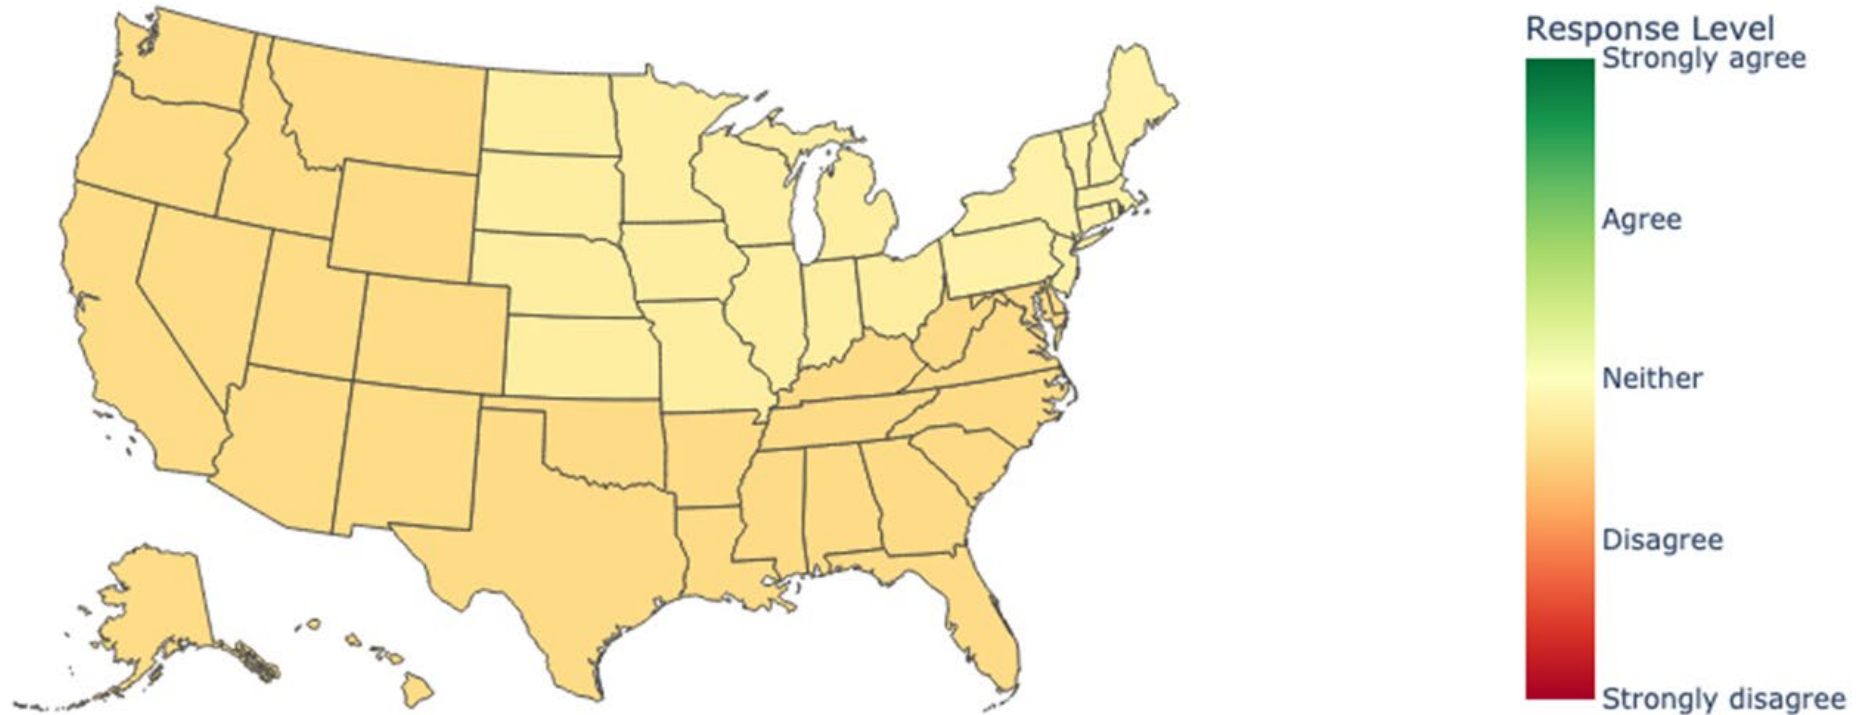 Response Level
Strongly agree
Agree
Neither
Disagree
Strongly disagree